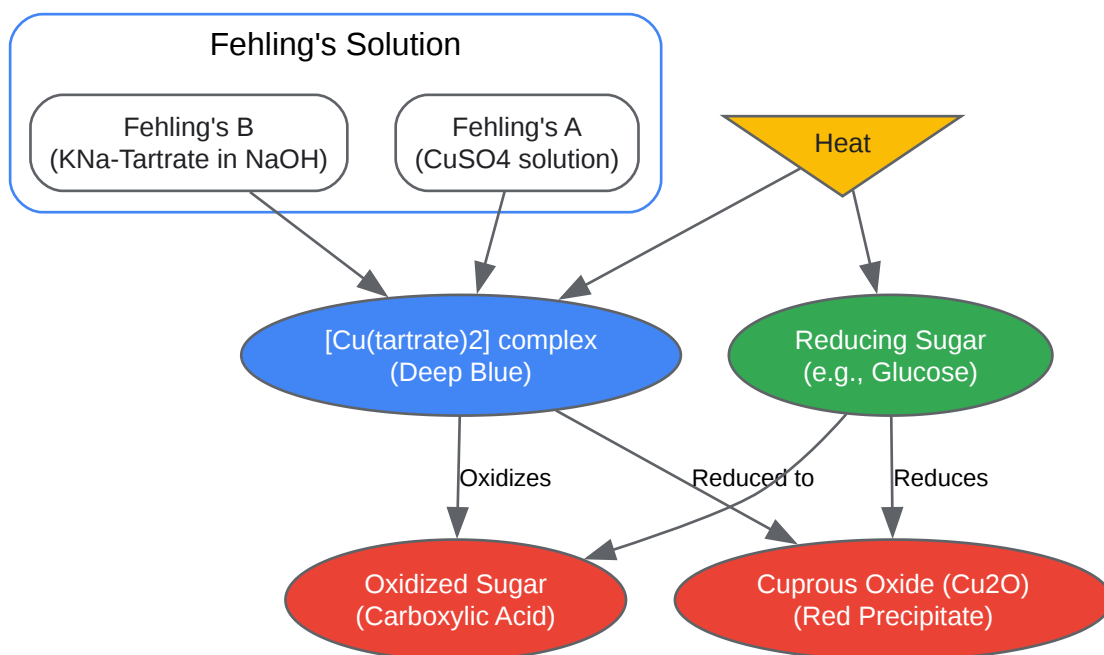 Fehling's Solution
Fehling's B
(KNa-Tartrate in NaOH)
Fehling's A
(CuSO4 solution)
Heat
[Cu(tartrate)2] complex
(Deep Blue)
Reducing Sugar
(e.g., Glucose)
Oxidizes
Reduced to
Reduces
Oxidized Sugar
(Carboxylic Acid)
Cuprous Oxide (Cu2O)
(Red Precipitate)